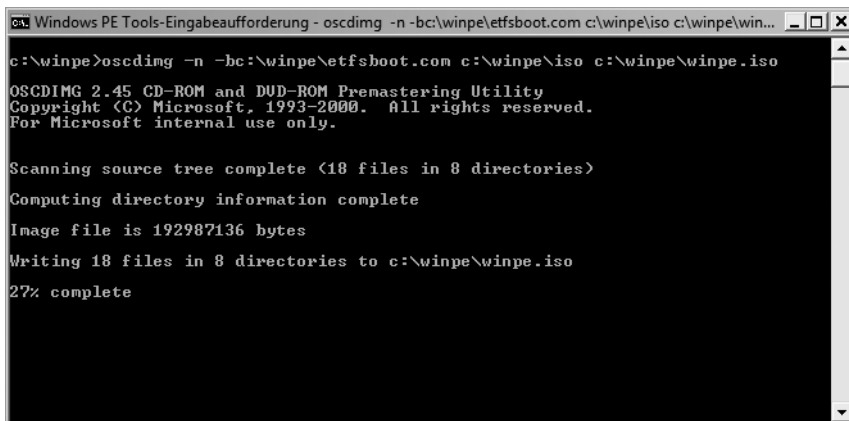 Windows PE Tools-Eingabeaufforderung - oscdimg -n -bc:\winpe\etfsboot.com c:\winpe\iso c:\winpe\win...
c:\winpe>oscdimg -n -bc:\winpe\etfsboot.com c:\winpe\iso c:\winpe\winpe.iso
OSCDIMG 2.45 CD-ROM and DVD-ROM Premastering Utility
Copyright (C) Microsoft, 1993-2000.  All rights reserved.
For Microsoft internal use only.
Scanning source tree complete (18 files in 8 directories)
Computing directory information complete
Image file is 192987136 bytes
Writing 18 files in 8 directories to c:\winpe\winpe.iso
27% complete